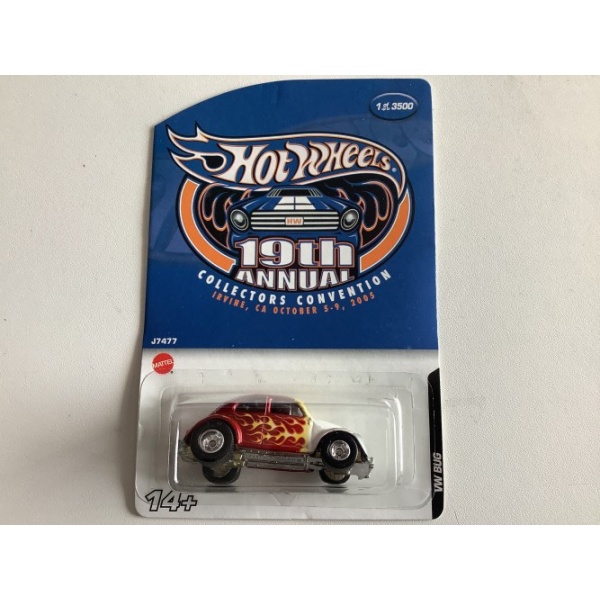 1 of 3500
HOT WHEELS
HW
19th
ANNUAL
COLLECTORS CONVENTION
IRVINE, CA OCTOBER 5-9, 2005
J7477
MATTEL
14+
VW BUG